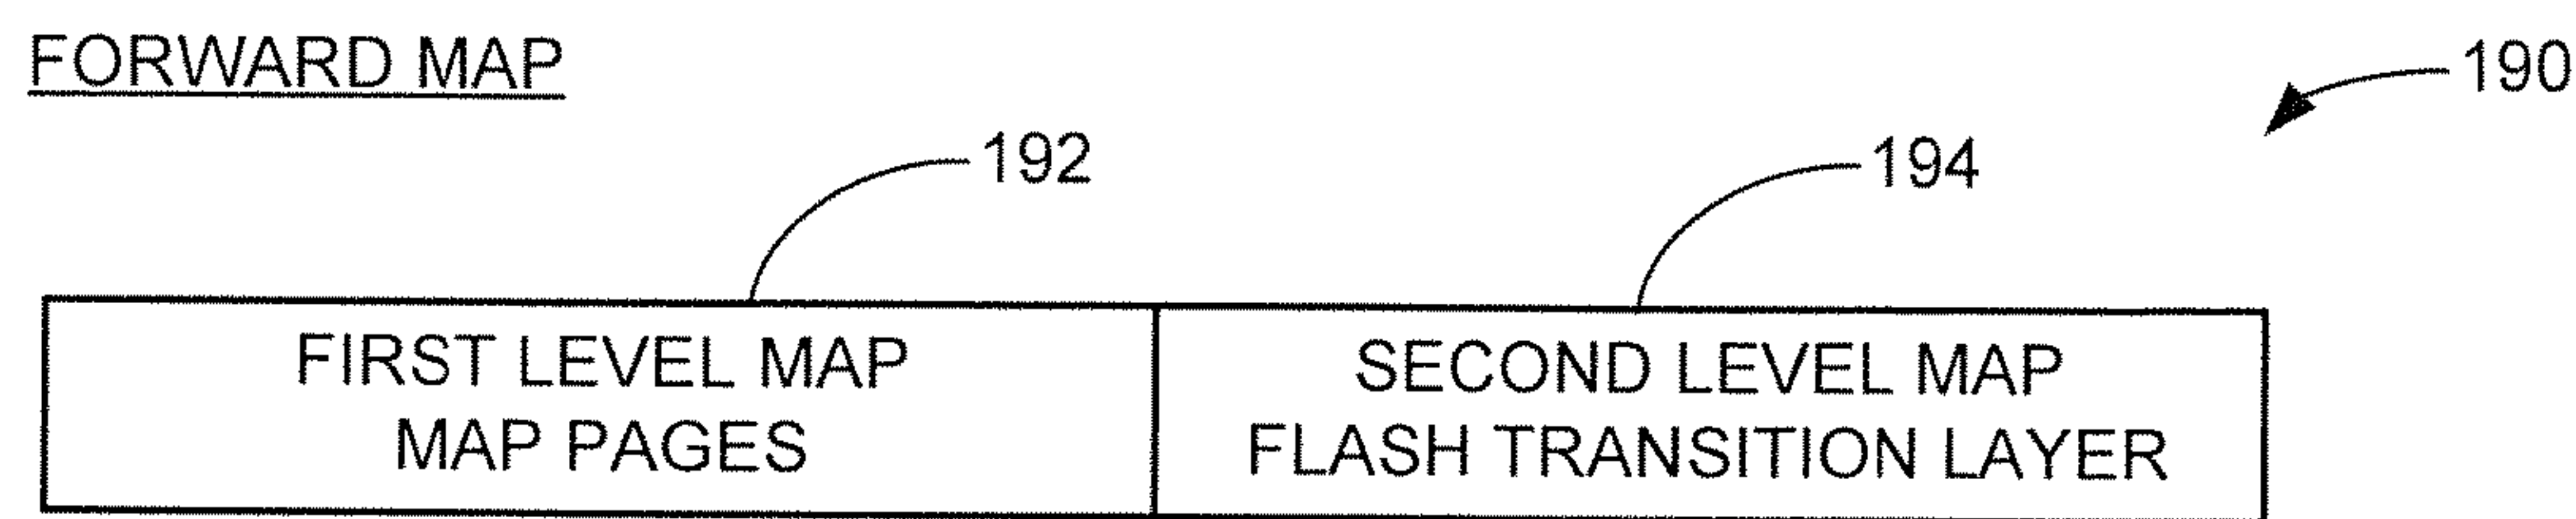 FORWARD MAP
190
192
194
FIRST LEVEL MAP
MAP PAGES
SECOND LEVEL MAP
FLASH TRANSITION LAYER